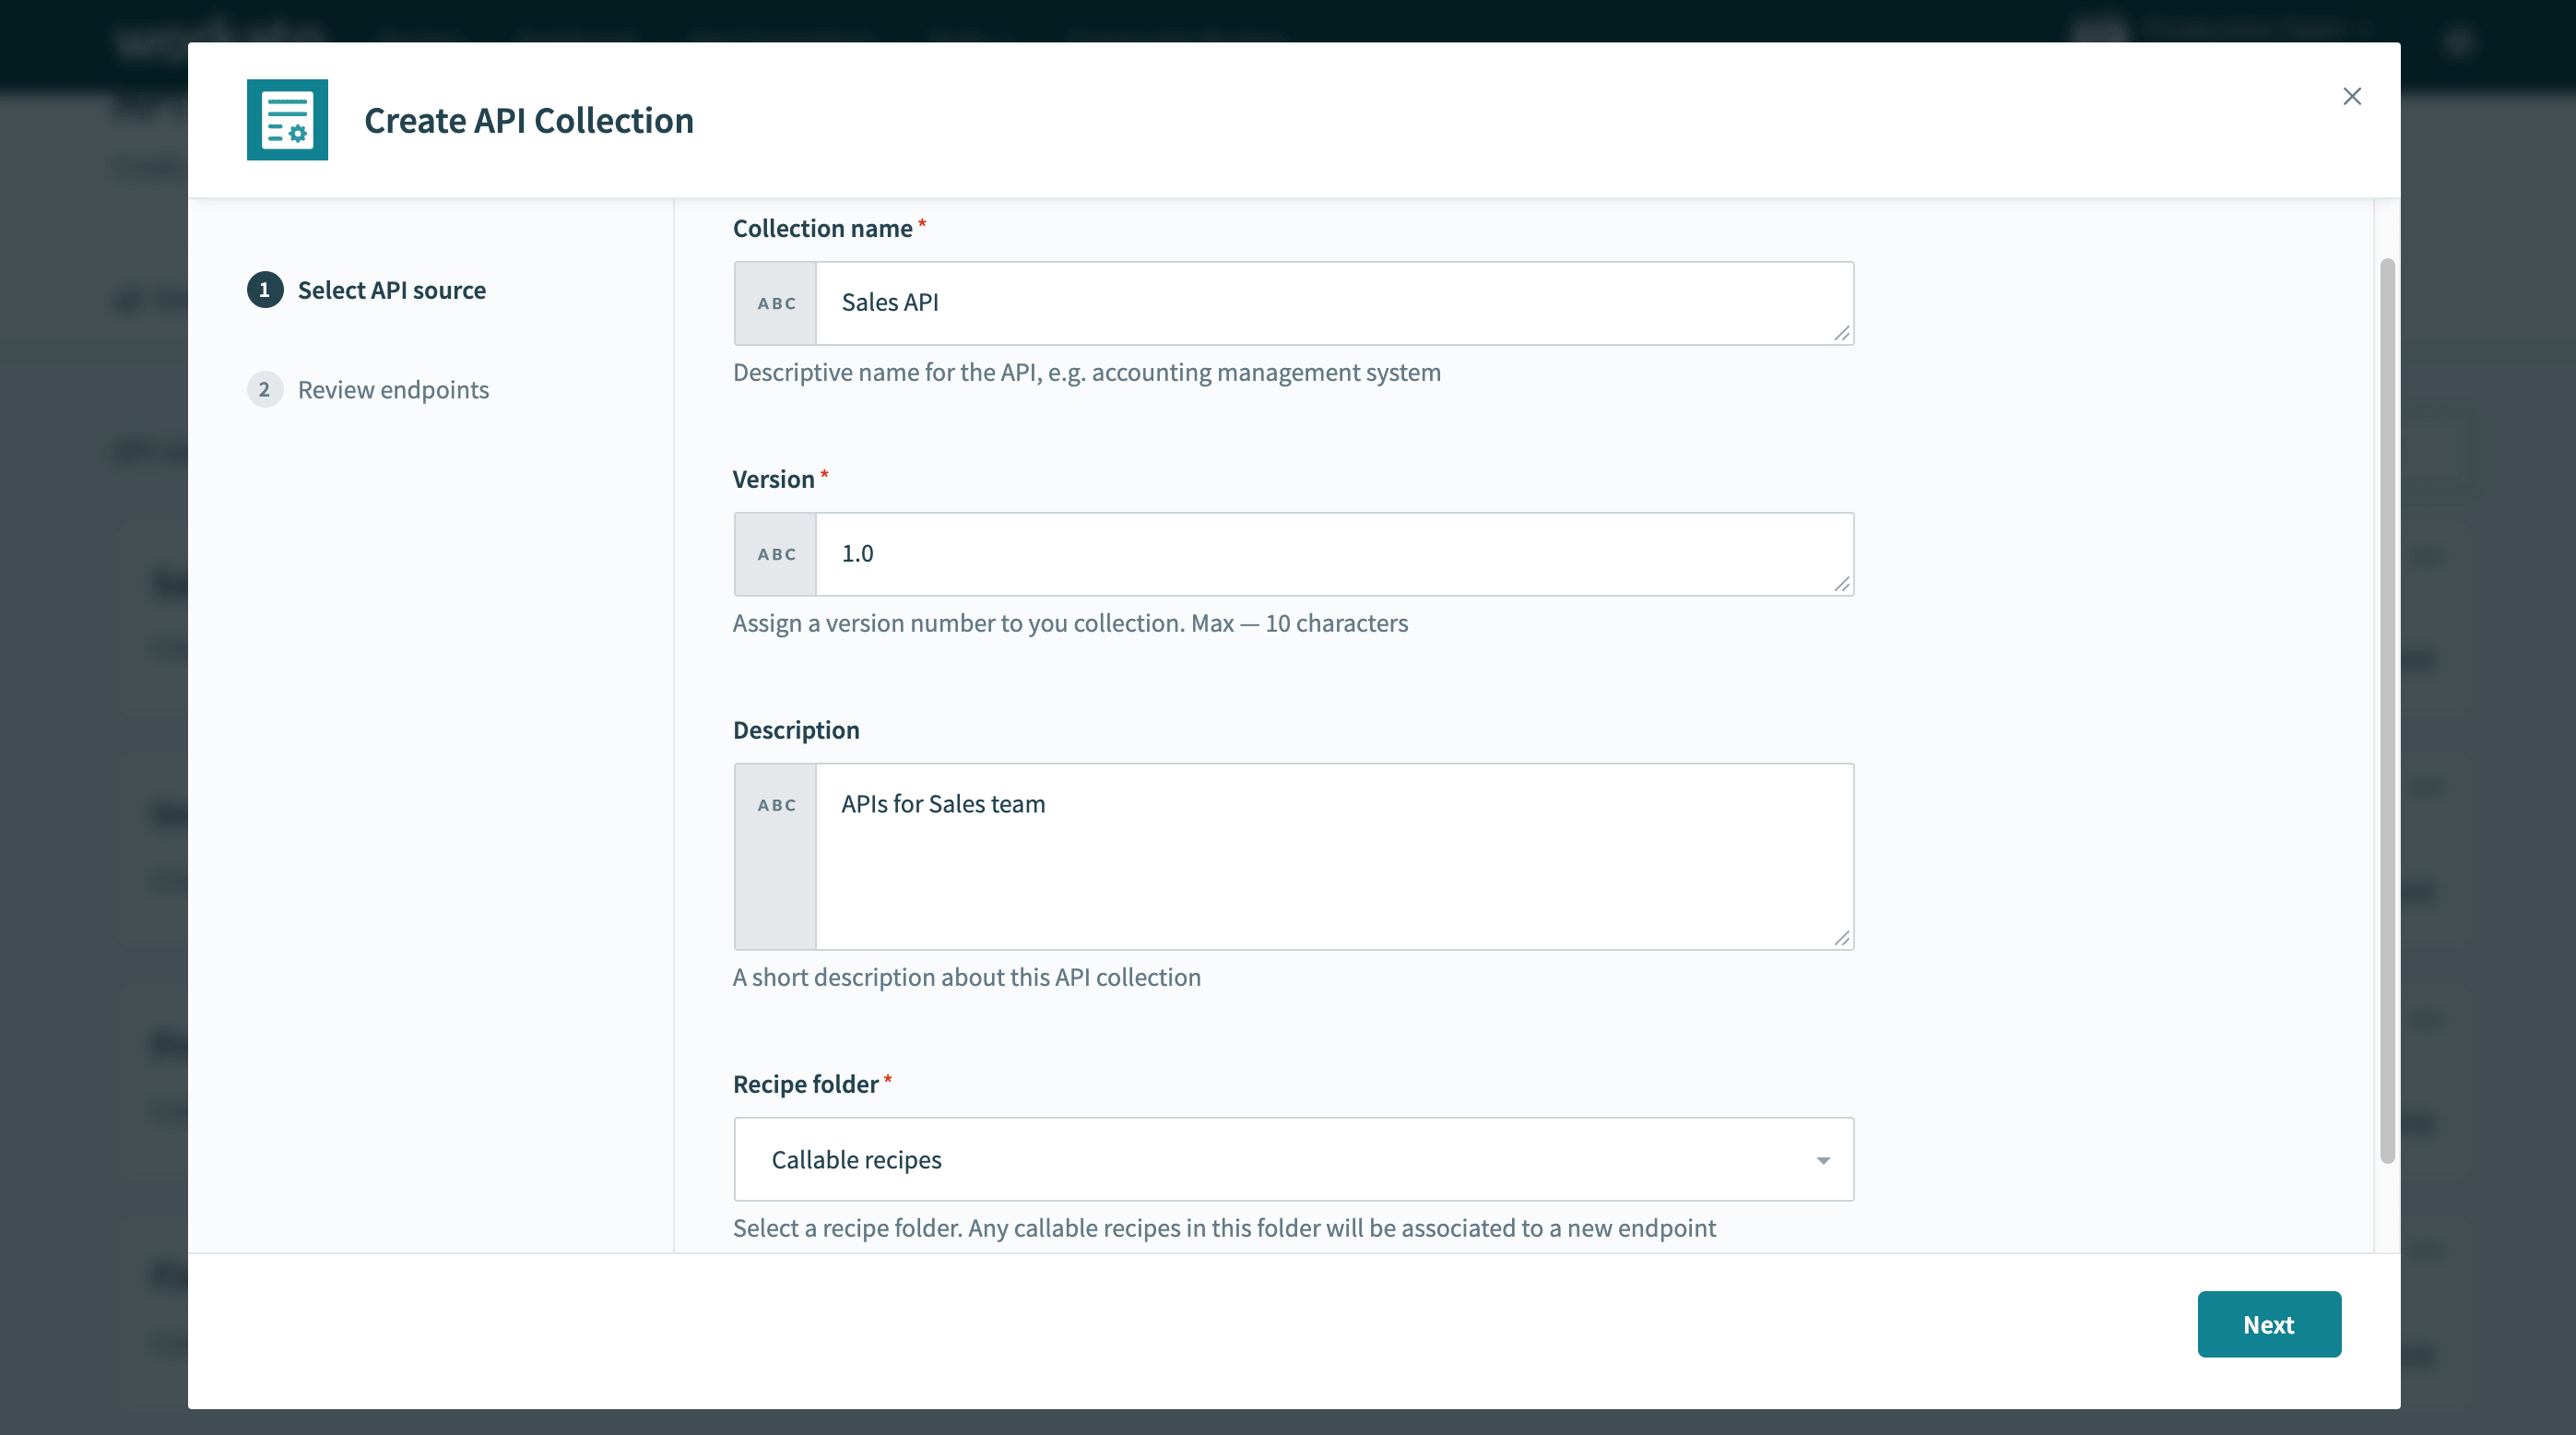 Create API Collection
1 Select API source
2 Review endpoints
Collection name *
ABC Sales API
Descriptive name for the API, e.g. accounting management system
Version *
ABC 1.0
Assign a version number to you collection. Max — 10 characters
Description
ABC APIs for Sales team
A short description about this API collection
Recipe folder *
Callable recipes
Select a recipe folder. Any callable recipes in this folder will be associated to a new endpoint
Next